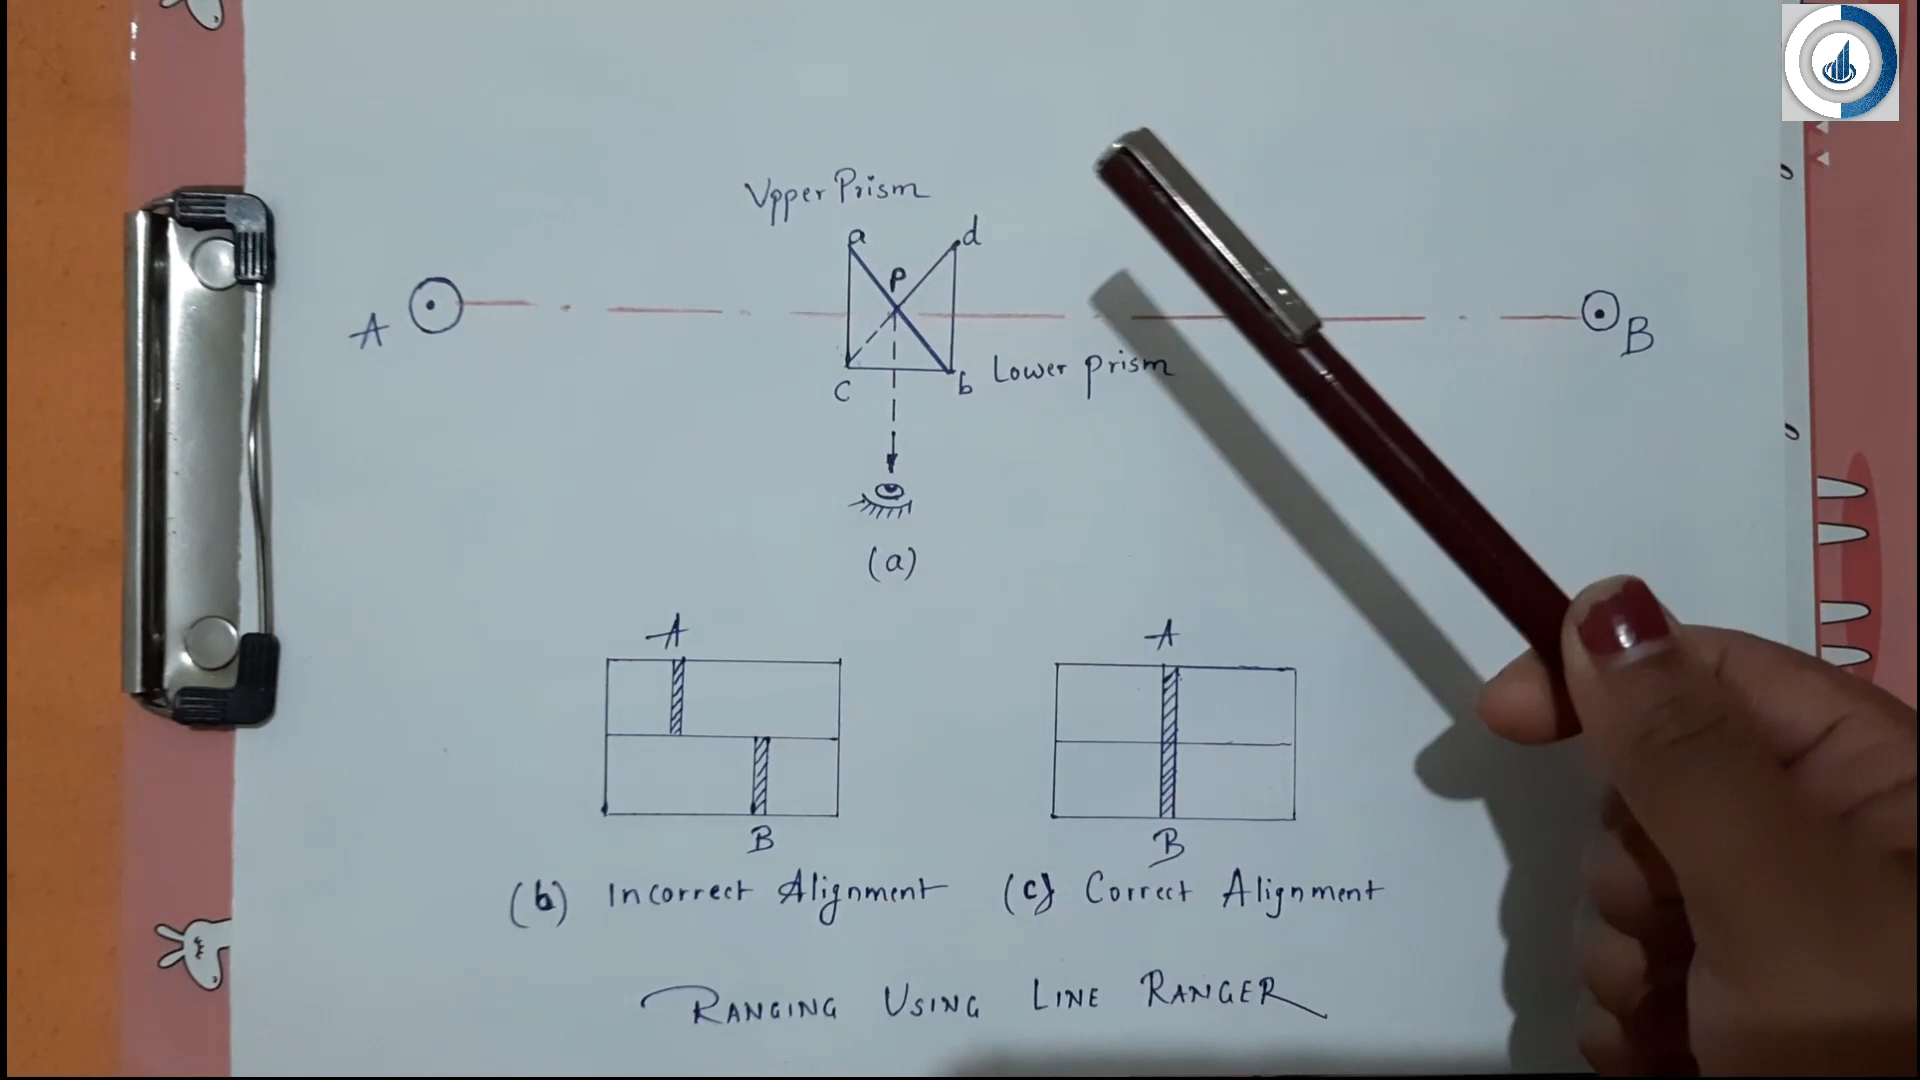 Upper Prism
a d
P
A B
c b Lower prism
(a)
A A
B B
(b) Incorrect Alignment (c) Correct Alignment
RANGING USING LINE RANGER